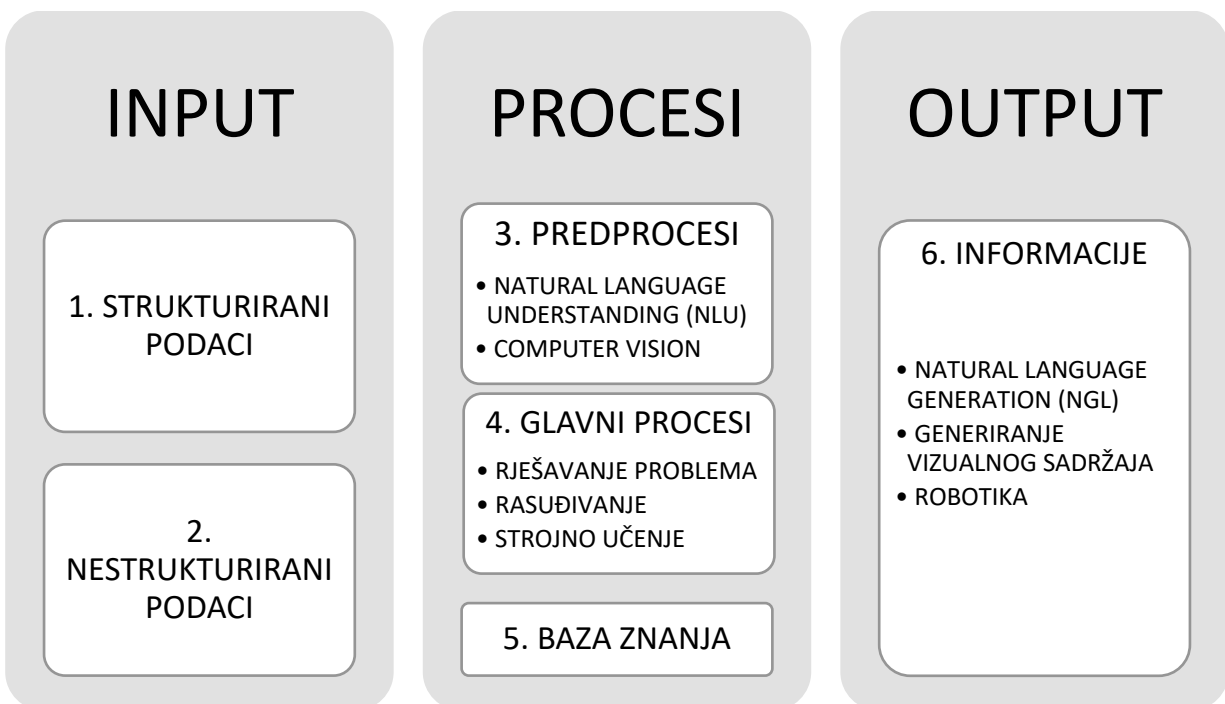 INPUT
1. STRUKTURIRANI
PODACI
2.
NESTRUKTURIRANI
PODACI
PROCESI
3. PREDPROCESI
• NATURAL LANGUAGE
UNDERSTANDING (NLU)
• COMPUTER VISION
4. GLAVNI PROCESI
• RJEŠAVANJE PROBLEMA
• RASUĐIVANJE
• STROJNO UČENJE
5. BAZA ZNANJA
OUTPUT
6. INFORMACIJE
• NATURAL LANGUAGE
GENERATION (NGL)
• GENERIRANJE
VIZUALNOG SADRŽAJA
• ROBOTIKA